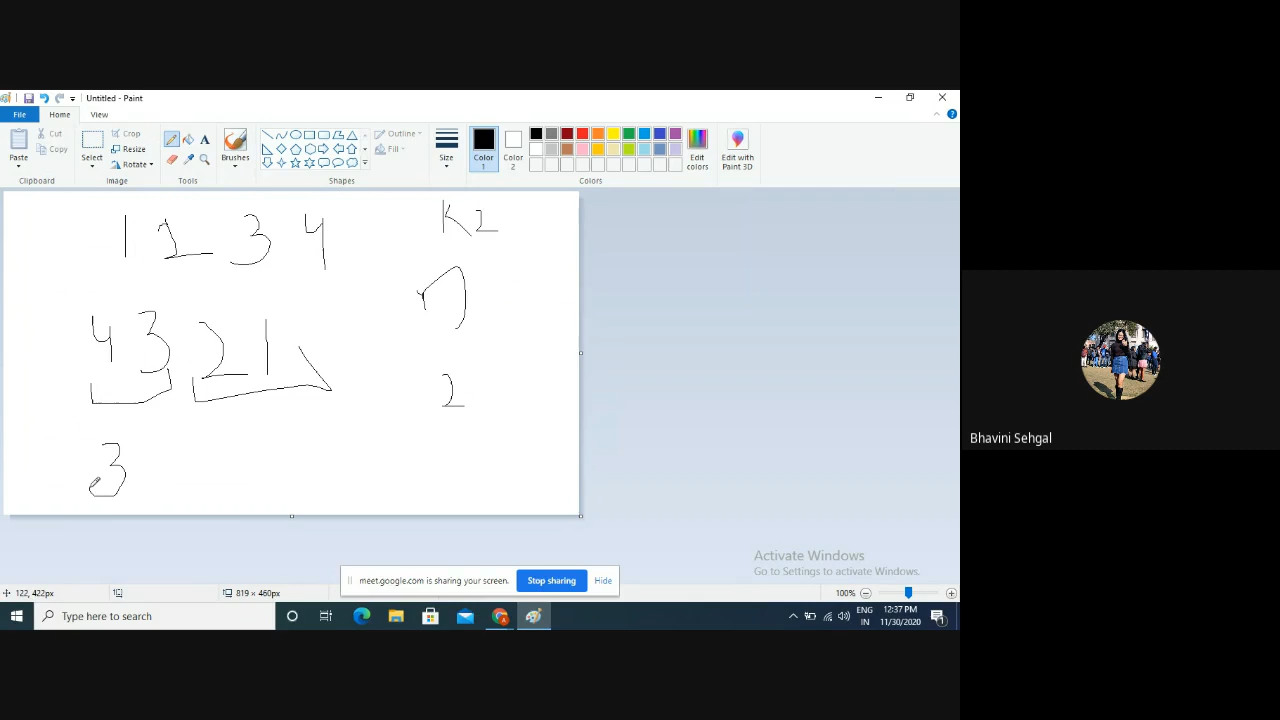 Untitled - Paint
File Home View
Paste
Cut
Copy
Clipboard
Select
Crop
Resize
Rotate
Image
Tools
Brushes
Shapes
Outline
Fill
Size
Color 1
Color 2
Edit colors
Colors
Edit with Paint 3D
1 2 3 4 K2
4 3 2 1
2
3
Bhavini Sehgal
Activate Windows
Go to Settings to activate Windows.
meet.google.com is sharing your screen. Stop sharing Hide
122, 422px 819 × 460px 100%
Type here to search
ENG IN
12:37 PM
11/30/2020
1